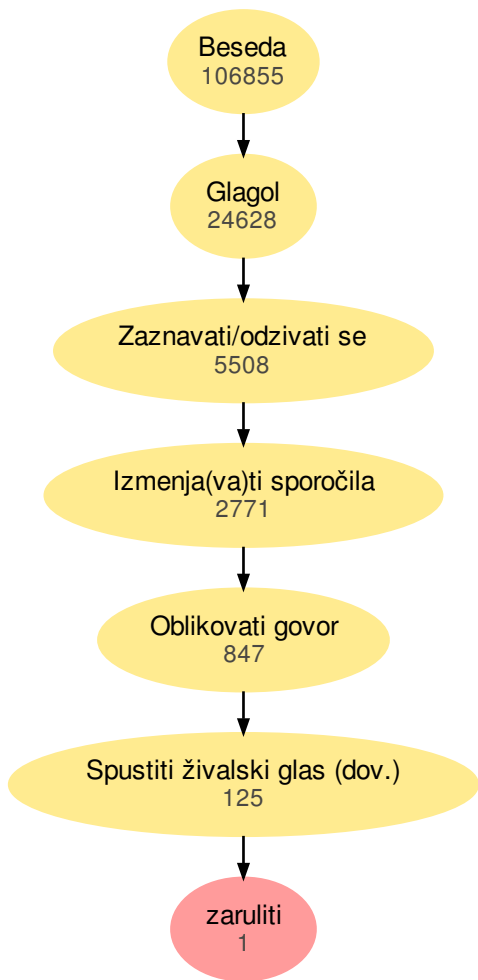 Beseda
106855
Glagol
24628
Zaznavati/odzivati se
5508
Izmenja(va)ti sporočila
2771
Oblikovati govor
847
Spustiti živalski glas (dov.)
125
zaruliti
1